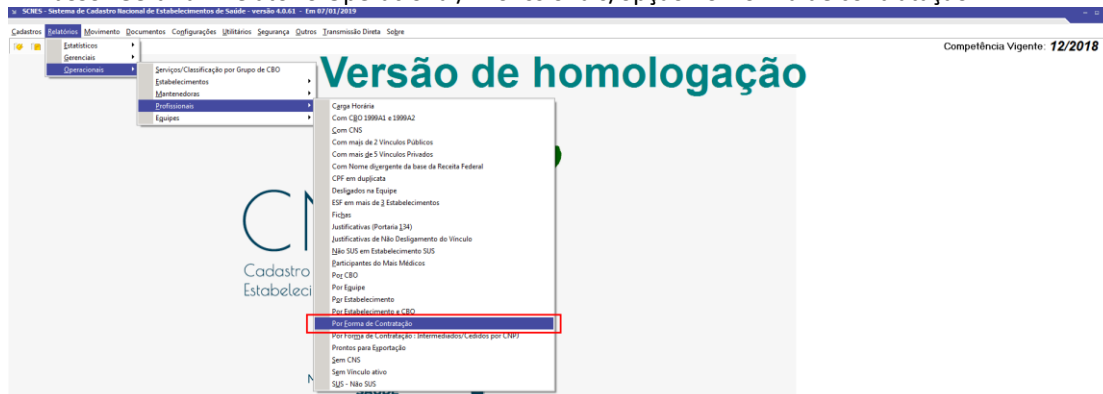 SCNES - Sistema de Cadastro Nacional de Estabelecimentos de Saúde - versão 4.0.61 - Em 07/01/2019
Cadastros Relatórios Movimento Documentos Configurações Utilitários Segurança Outros Transmissão Direta Sobre
Competência Vigente: 12/2018
Estatísticos
Gerenciais
Operacionais
Serviços/Classificação por Grupo de CBO
Estabelecimentos
Mantenedoras
Profissionais
Equipes
Versão de homologação
Carga Horária
Com CBO 1999A1 e 1999A2
Com CNS
Com mais de 2 Vínculos Públicos
Com mais de 5 Vínculos Privados
Com Nome divergente da base da Receita Federal
CPF em duplicata
Desligados na Equipe
ESF em mais de 3 Estabelecimentos
Fichas
Justificativas (Portaria 134)
Justificativas de Não Desligamento do Vínculo
Não SUS em Estabelecimento SUS
Participantes do Mais Médicos
Por CBO
Por Equipe
Por Estabelecimento
Por Estabelecimento e CBO
Por Forma de Contratação
Por Forma de Contratação : Intermediados/Cedidos por CNPJ
Prontos para Exportação
Sem CNS
Sem Vínculo ativo
SUS - Não SUS
CN
Cadastro
Estabeleci